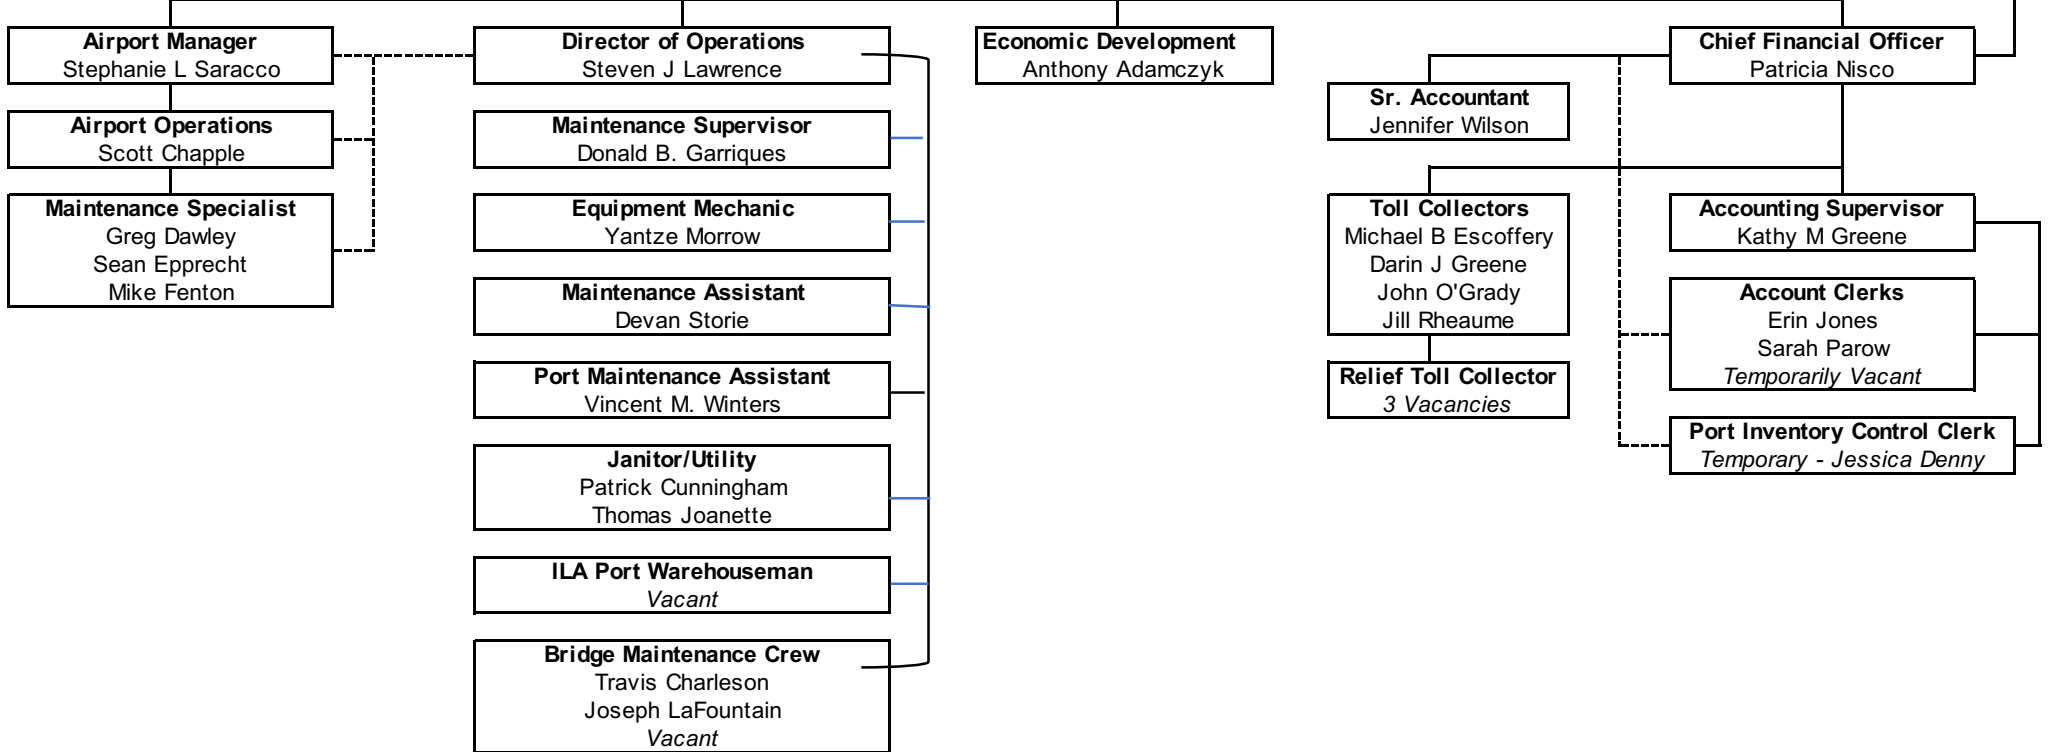 Airport Manager
Stephanie L Saracco
Airport Operations
Scott Chapple
Maintenance Specialist
Greg Dawley
Sean Epprecht
Mike Fenton
Director of Operations
Steven J Lawrence
Maintenance Supervisor
Donald B. Garriques
Equipment Mechanic
Yantze Morrow
Maintenance Assistant
Devan Storie
Port Maintenance Assistant
Vincent M. Winters
Janitor/Utility
Patrick Cunningham
Thomas Joanette
ILA Port Warehouseman
Vacant
Bridge Maintenance Crew
Travis Charleson
Joseph LaFountain
Vacant
Economic Development
Anthony Adamczyk
Chief Financial Officer
Patricia Nisco
Sr. Accountant
Jennifer Wilson
Toll Collectors
Michael B Escoffery
Darin J Greene
John O'Grady
Jill Rheaume
Relief Toll Collector
3 Vacancies
Accounting Supervisor
Kathy M Greene
Account Clerks
Erin Jones
Sarah Parow
Temporarily Vacant
Port Inventory Control Clerk
Temporary - Jessica Denny